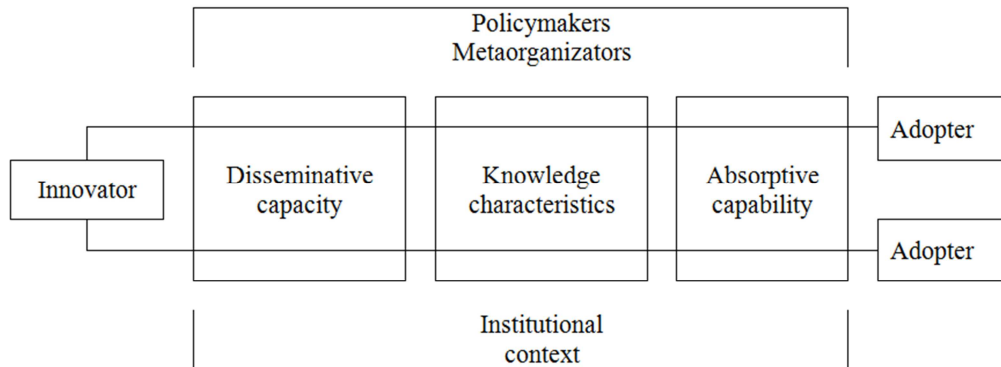 Policymakers
Metaorganizators
Adopter
Innovator
Disseminative
capacity
Knowledge
characteristics
Absorptive
capability
Adopter
Institutional
context